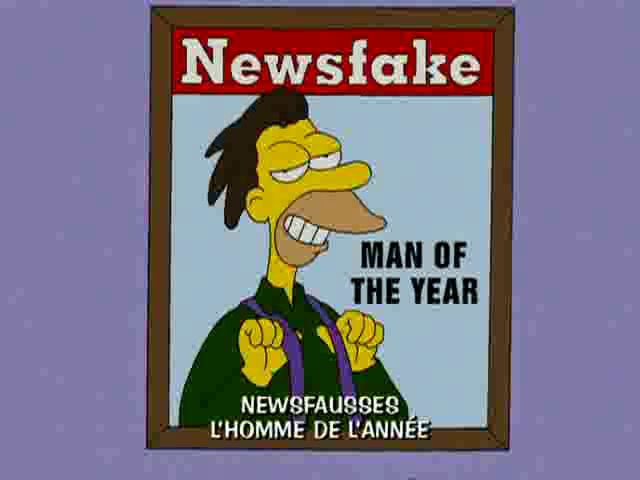 Newsfake
MAN OF
THE YEAR
NEWSFAUSSES
L'HOMME DE L'ANNÉE